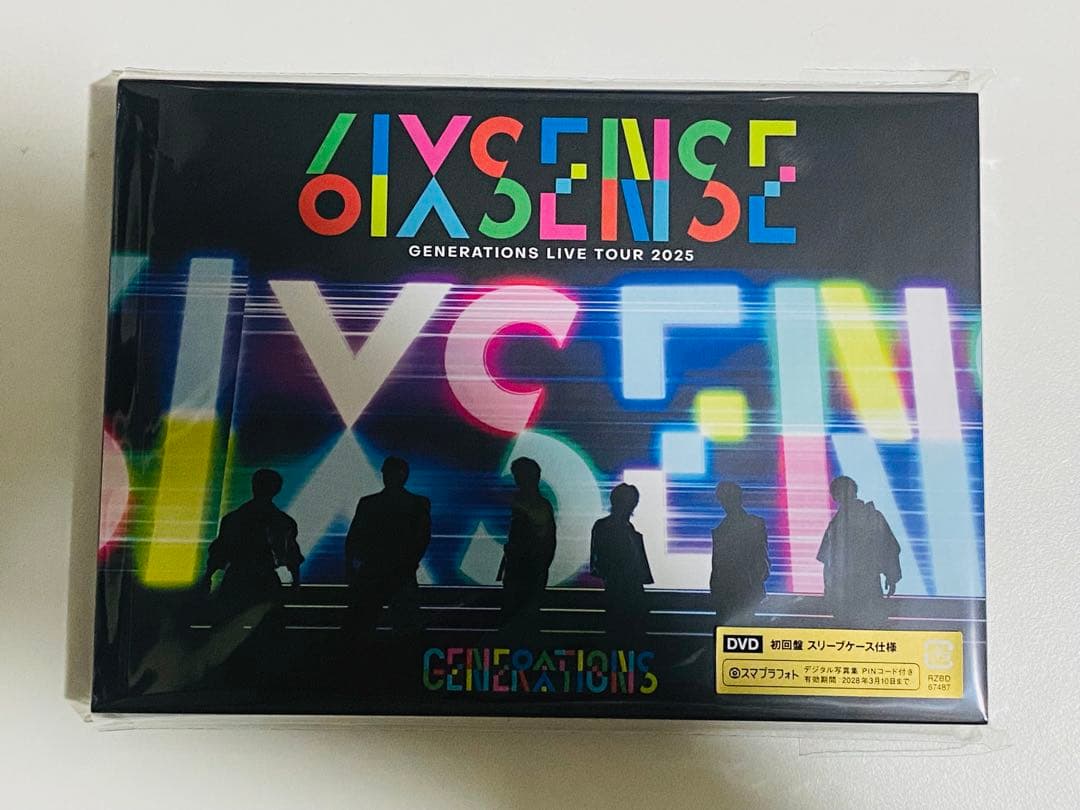 6IXSENSE
GENERATIONS LIVE TOUR 2025
IXSEN
GENERATIONS
DVD 初回盤 スリーブケース仕様
スマプラフォト デジタル写真集 PINコード付き
有効期間:2028年3月10日まで
RZBD
67487